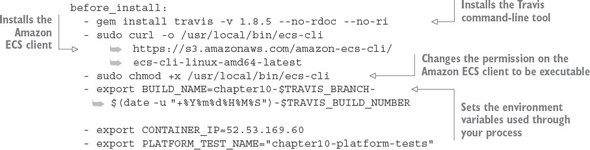 before_install:
- gem install travis -v 1.8.5 --no-rdoc --no-ri
Installs the Travis
command-line tool
Installs the
Amazon
ECS client
- sudo curl -o /usr/local/bin/ecs-cli
https://s3.amazonaws.com/amazon-ecs-cli/
ecs-cli-linux-amd64-latest
- sudo chmod +x /usr/local/bin/ecs-cli
Changes the permission on the
Amazon ECS client to be executable
- export BUILD_NAME=chapter10-$TRAVIS_BRANCH-
$(date -u "+%Y%m%d%H%M%S")-$TRAVIS_BUILD_NUMBER
Sets the environment
variables used through
your process
- export CONTAINER_IP=52.53.169.60
- export PLATFORM_TEST_NAME="chapter10-platform-tests"